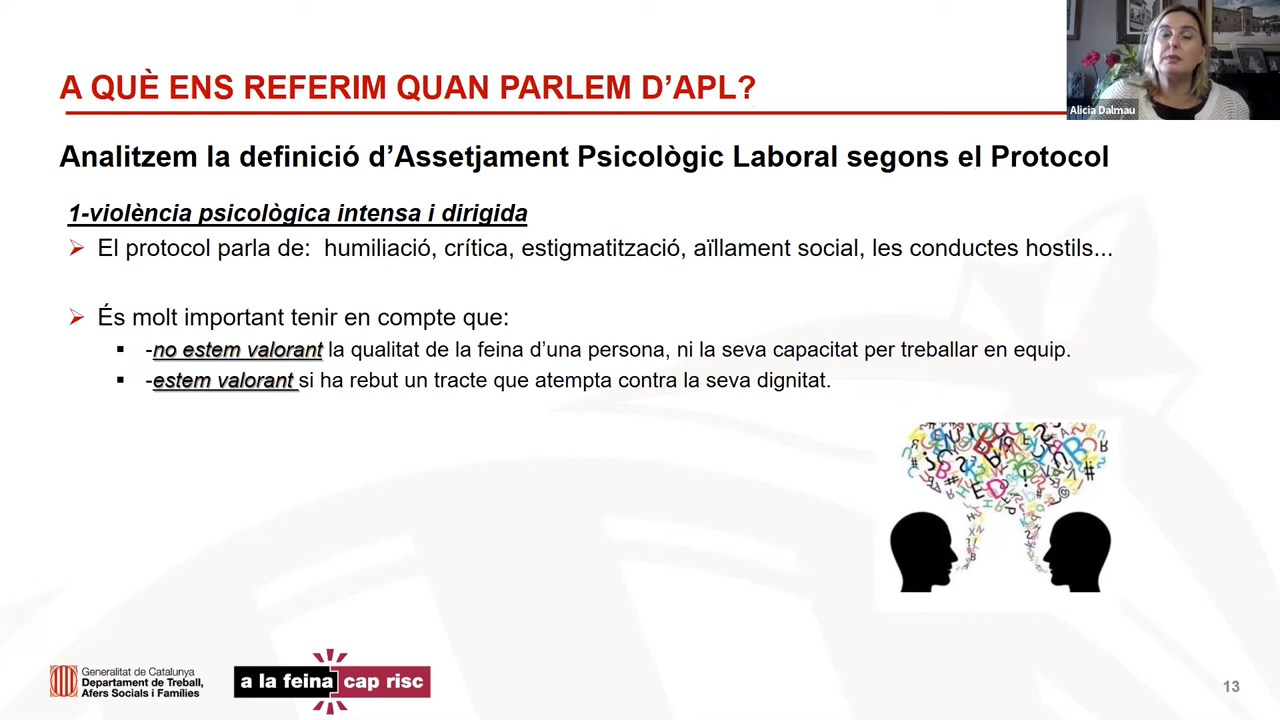 A QUÈ ENS REFERIM QUAN PARLEM D’APL?
Alicia Dalmau
Analitzem la definició d’Assetjament Psicològic Laboral segons el Protocol
1-violència psicològica intensa i dirigida
El protocol parla de:  humiliació, crítica, estigmatització, aïllament social, les conductes hostils...
És molt important tenir en compte que:
-no estem valorant la qualitat de la feina d’una persona, ni la seva capacitat per treballar en equip.
-estem valorant si ha rebut un tracte que atempta contra la seva dignitat.
Generalitat de Catalunya
Departament de Treball,
Afers Socials i Famílies
a la feina cap risc
13